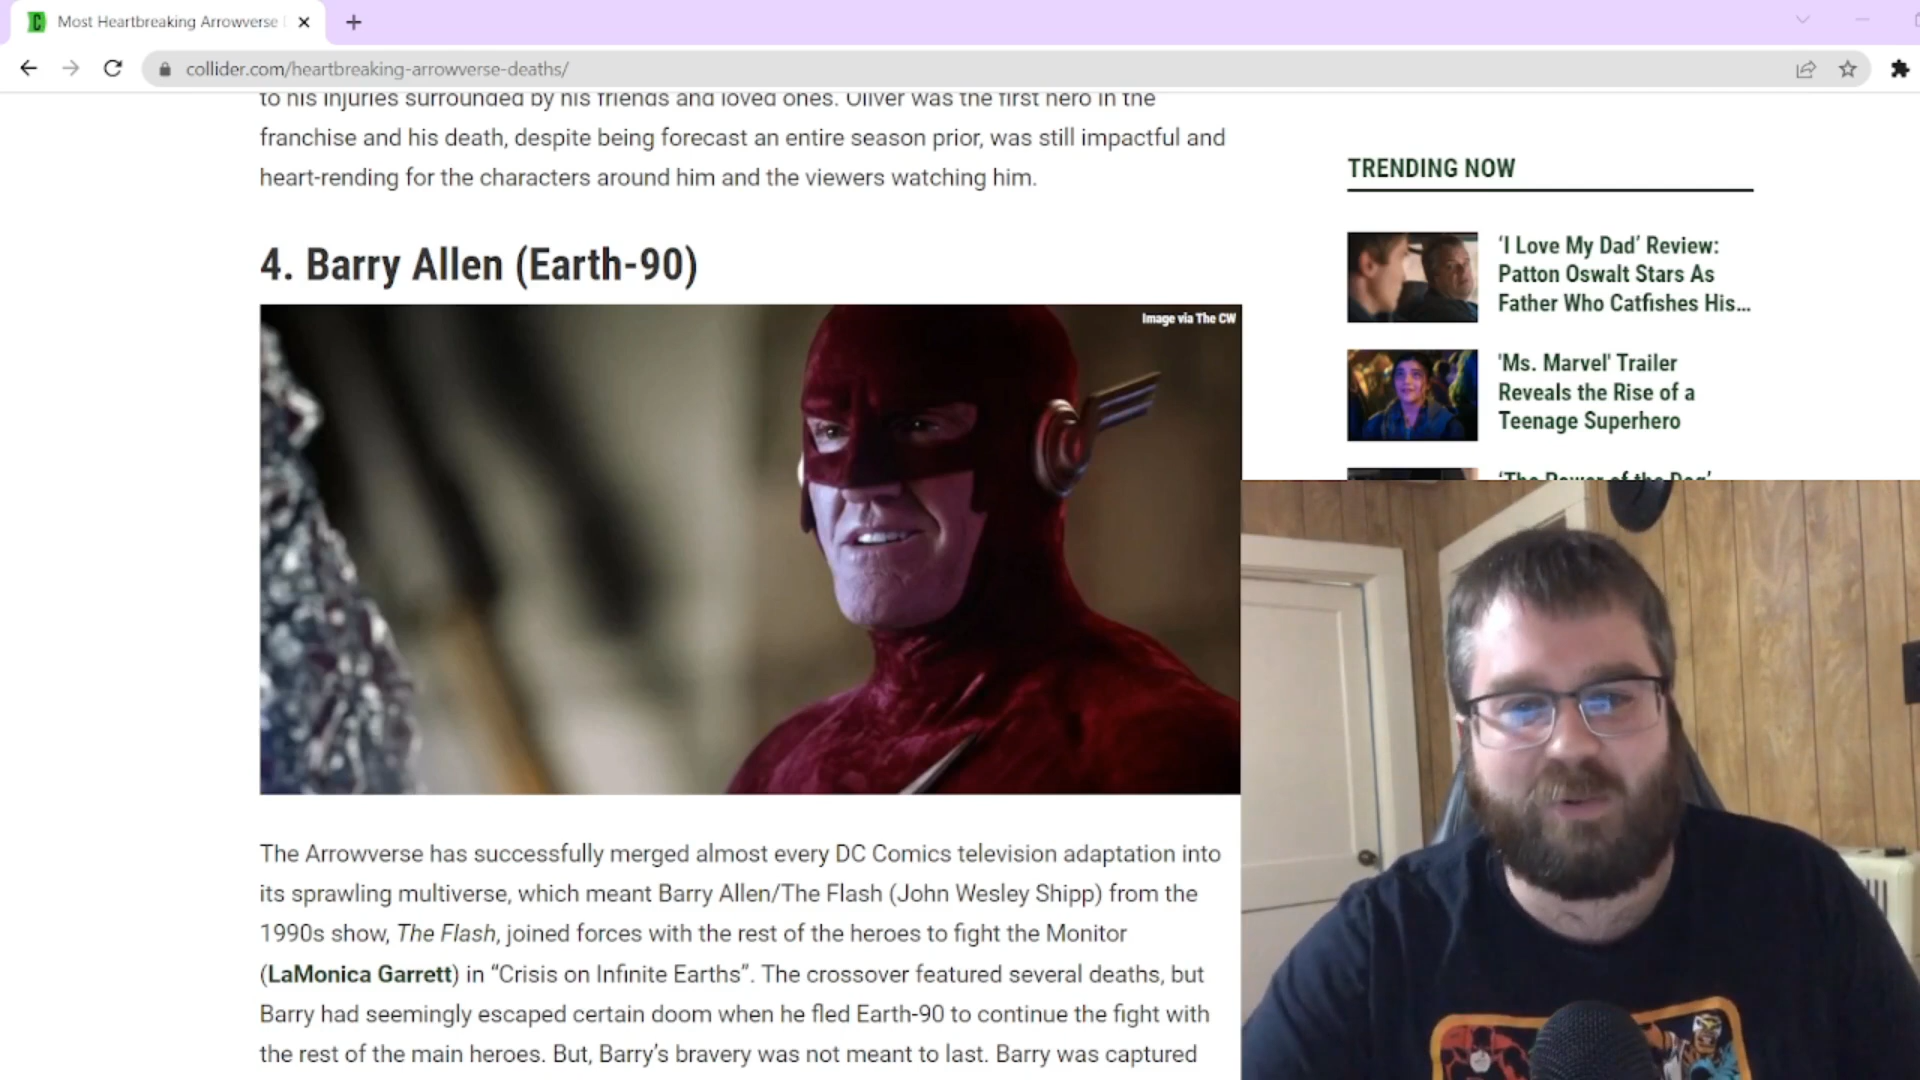 Most Heartbreaking Arrowverse
collider.com/heartbreaking-arrowverse-deaths/
to his injuries surrounded by his friends and loved ones. Oliver was the first hero in the
franchise and his death, despite being forecast an entire season prior, was still impactful and
heart-rending for the characters around him and the viewers watching him.
4. Barry Allen (Earth-90)
Image via The CW
The Arrowverse has successfully merged almost every DC Comics television adaptation into
its sprawling multiverse, which meant Barry Allen/The Flash (John Wesley Shipp) from the
1990s show, The Flash, joined forces with the rest of the heroes to fight the Monitor
(LaMonica Garrett) in “Crisis on Infinite Earths”. The crossover featured several deaths, but
Barry had seemingly escaped certain doom when he fled Earth-90 to continue the fight with
the rest of the main heroes. But, Barry’s bravery was not meant to last. Barry was captured
TRENDING NOW
‘I Love My Dad’ Review:
Patton Oswalt Stars As
Father Who Catfishes His...
'Ms. Marvel' Trailer
Reveals the Rise of a
Teenage Superhero
‘The Power of the Dog’